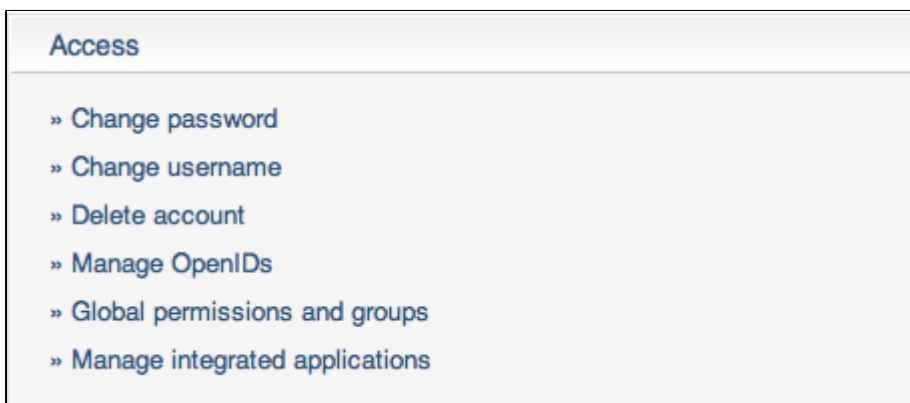 Access
» Change password
» Change username
» Delete account
» Manage OpenIDs
» Global permissions and groups
» Manage integrated applications